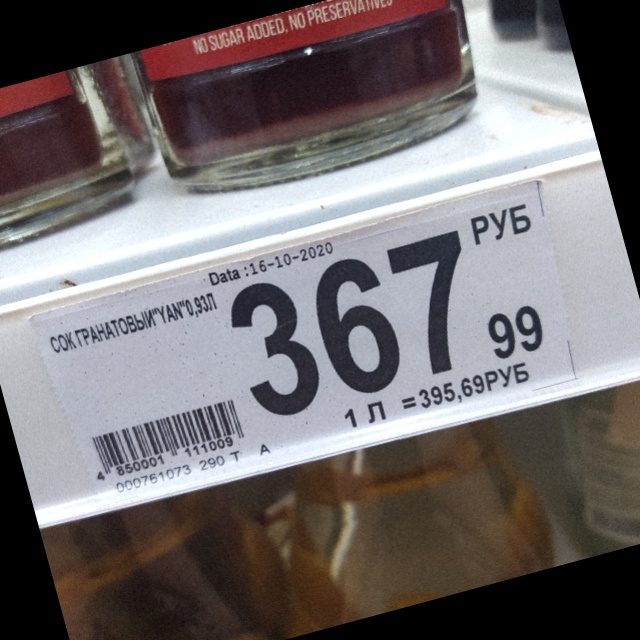 NO SUGAR ADDED. NO PRESERVATIVES
Data :16-10-2020
СОК ГРАНАТОВЫЙ"YAN"0,93Л
367 99 РУБ
1 Л =395,69РУБ
4 850001 111009
000761073 290 Т А